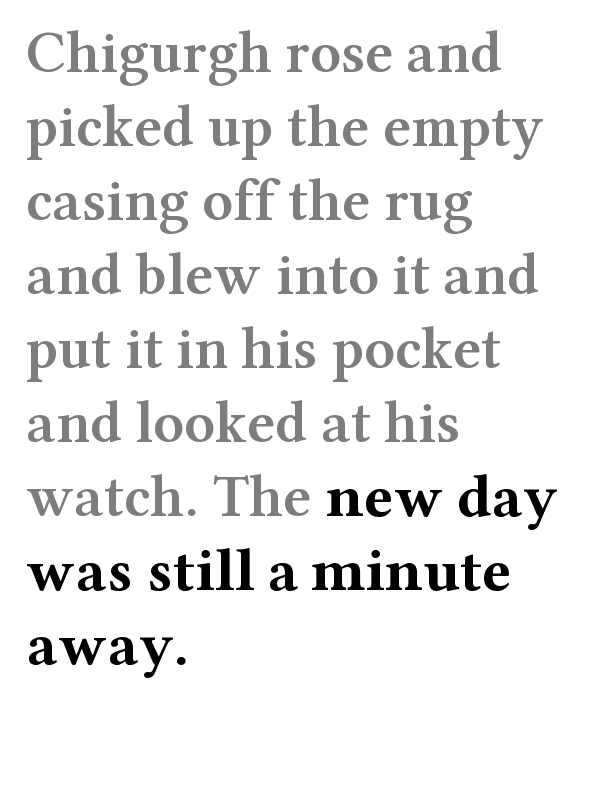 Chigurgh rose and
picked up the empty
casing off the rug
and blew into it and
put it in his pocket
and looked at his
watch. The new day
was still a minute
away.